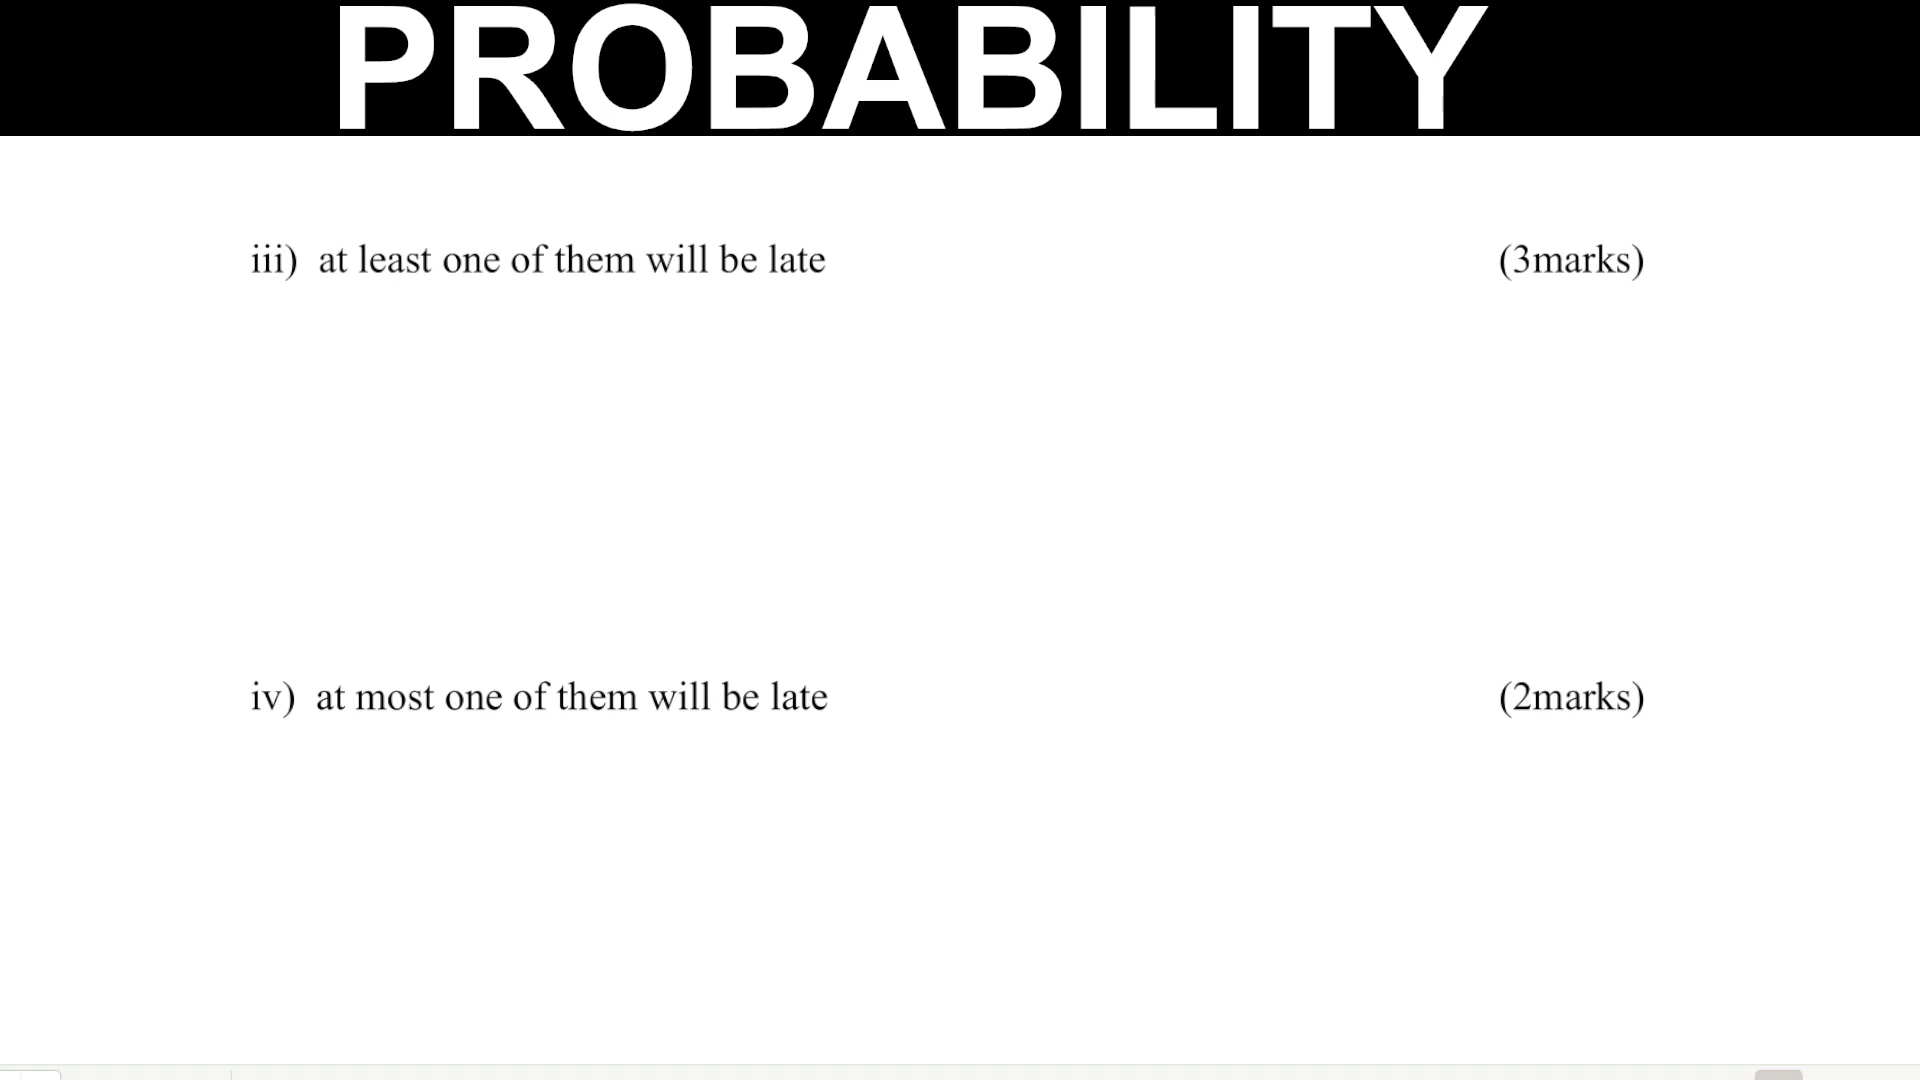 PROBABILITY
iii) at least one of them will be late (3marks)
iv) at most one of them will be late (2marks)